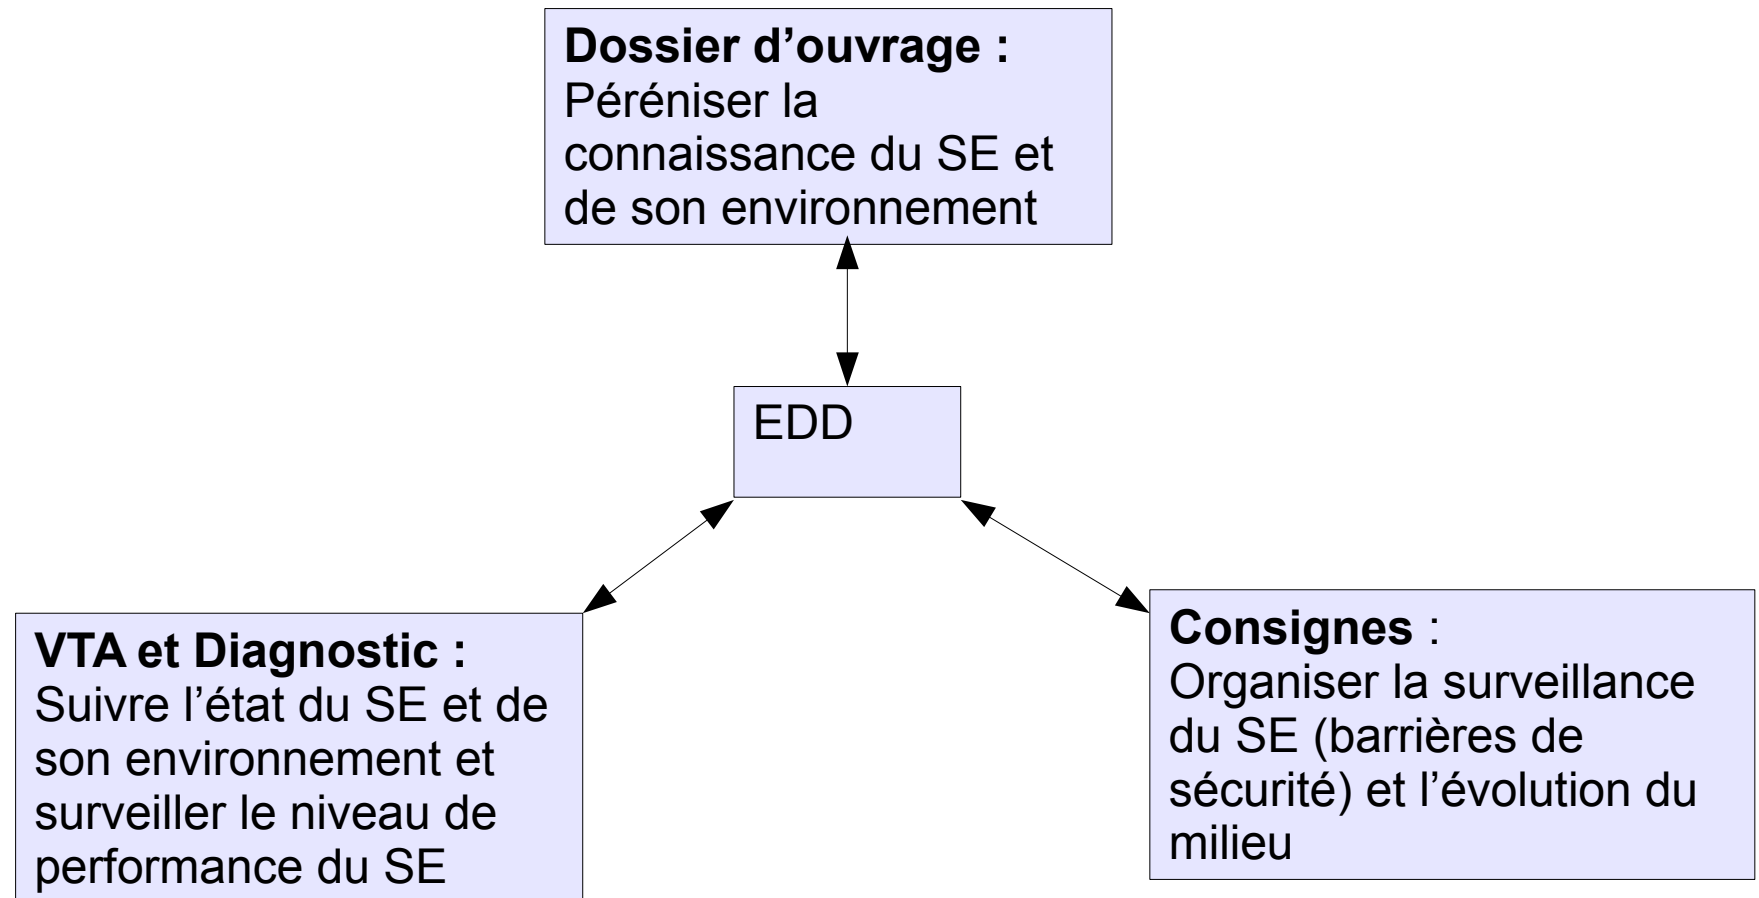 Dossier d’ouvrage :
Péréniser la
connaissance du SE et
de son environnement
EDD
VTA et Diagnostic :
Suivre l’état du SE et de
son environnement et
surveiller le niveau de
performance du SE
Consignes :
Organiser la surveillance
du SE (barrières de
sécurité) et l’évolution du
milieu